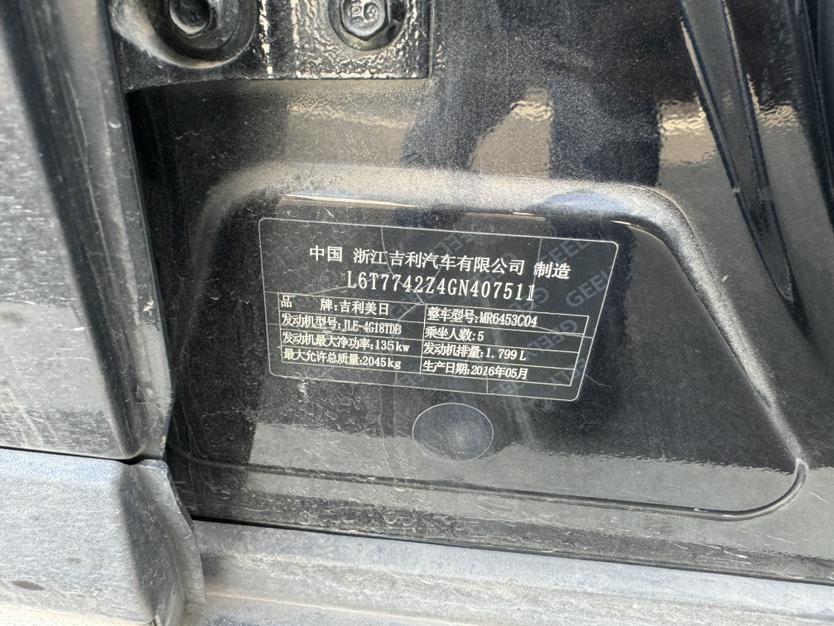 中国 浙江吉利汽车有限公司 制造
L6T7742Z4GN407511
品 牌:吉利美日 整车型号:MR6453C04
发动机型号:JLE-4G18TDB 乘坐人数:5
发动机最大净功率:135kw 发动机排量:1.799L
最大允许总质量:2045kg 生产日期:2016年05月